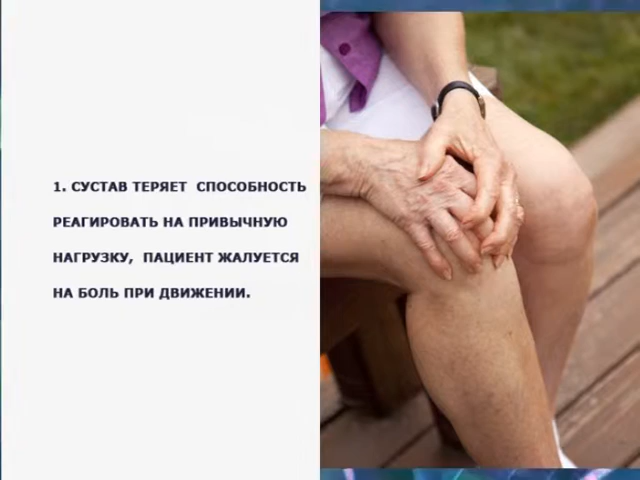 1. СУСТАВ ТЕРЯЕТ СПОСОБНОСТЬ
РЕАГИРОВАТЬ НА ПРИВЫЧНУЮ
НАГРУЗКУ, ПАЦИЕНТ ЖАЛУЕТСЯ
НА БОЛЬ ПРИ ДВИЖЕНИИ.